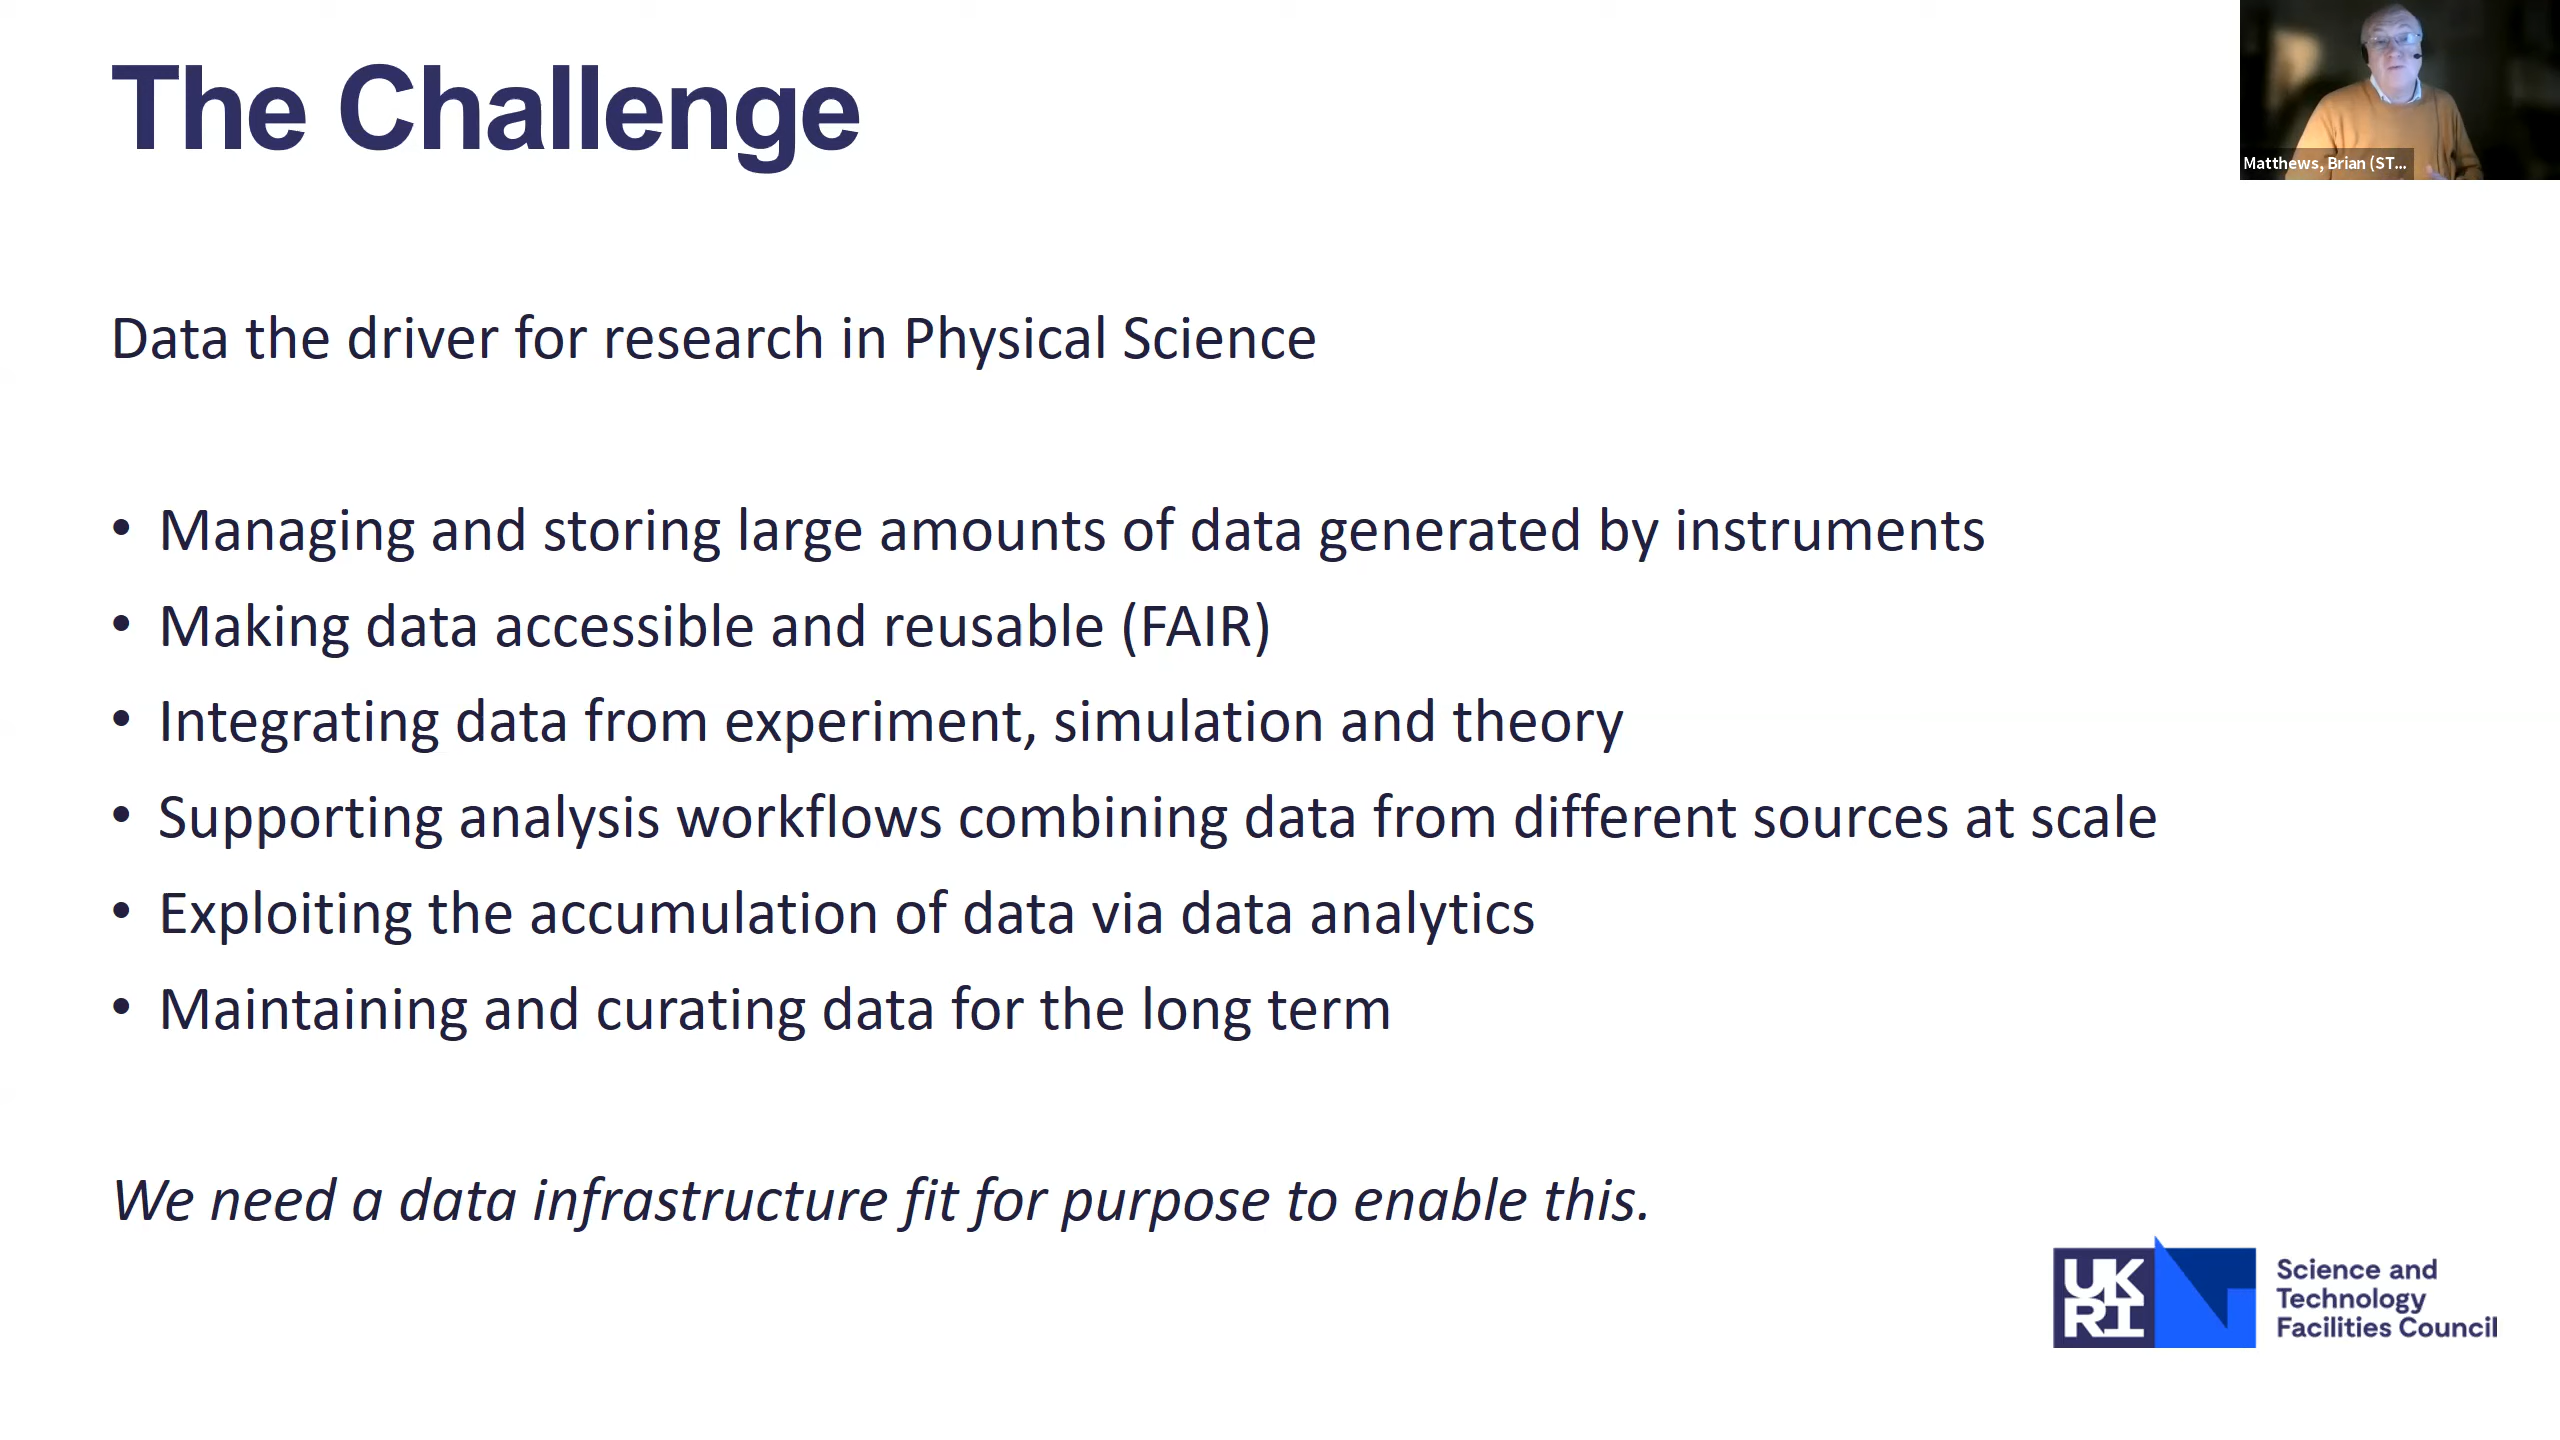 The Challenge
Matthews, Brian (ST...
Data the driver for research in Physical Science
• Managing and storing large amounts of data generated by instruments
• Making data accessible and reusable (FAIR)
• Integrating data from experiment, simulation and theory
• Supporting analysis workflows combining data from different sources at scale
• Exploiting the accumulation of data via data analytics
• Maintaining and curating data for the long term
We need a data infrastructure fit for purpose to enable this.
UK
RI
Science and
Technology
Facilities Council